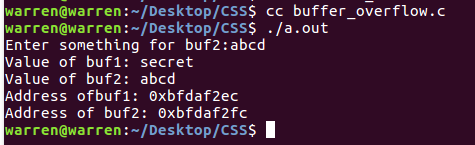 warren@warren:~/Desktop/CSS$ cc buffer_overflow.c
warren@warren:~/Desktop/CSS$ ./a.out
Enter something for buf2:abcd
Value of buf1: secret
Value of buf2: abcd
Address ofbuf1: 0xbfdaf2ec
Address of buf2: 0xbfdaf2fc
warren@warren:~/Desktop/CSS$